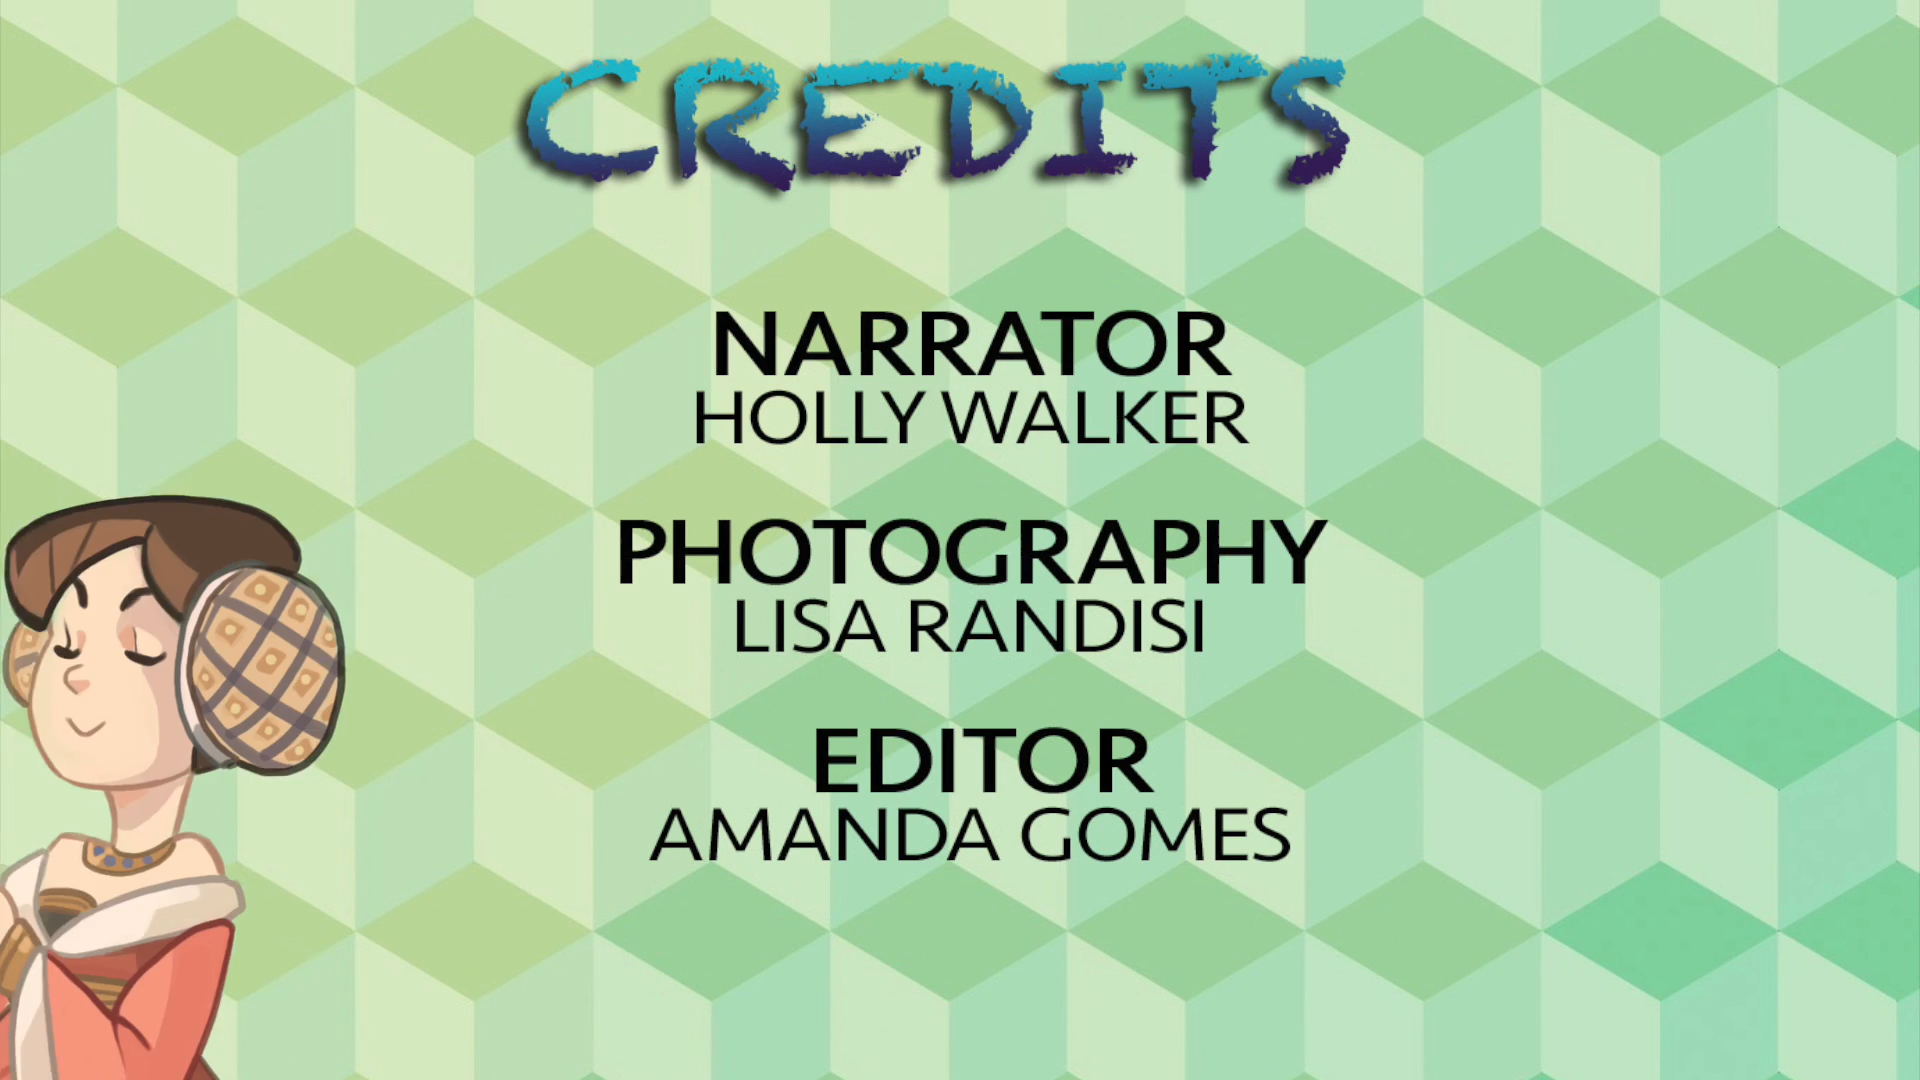 CREDITS
NARRATOR
HOLLY WALKER
PHOTOGRAPHY
LISA RANDISI
EDITOR
AMANDA GOMES